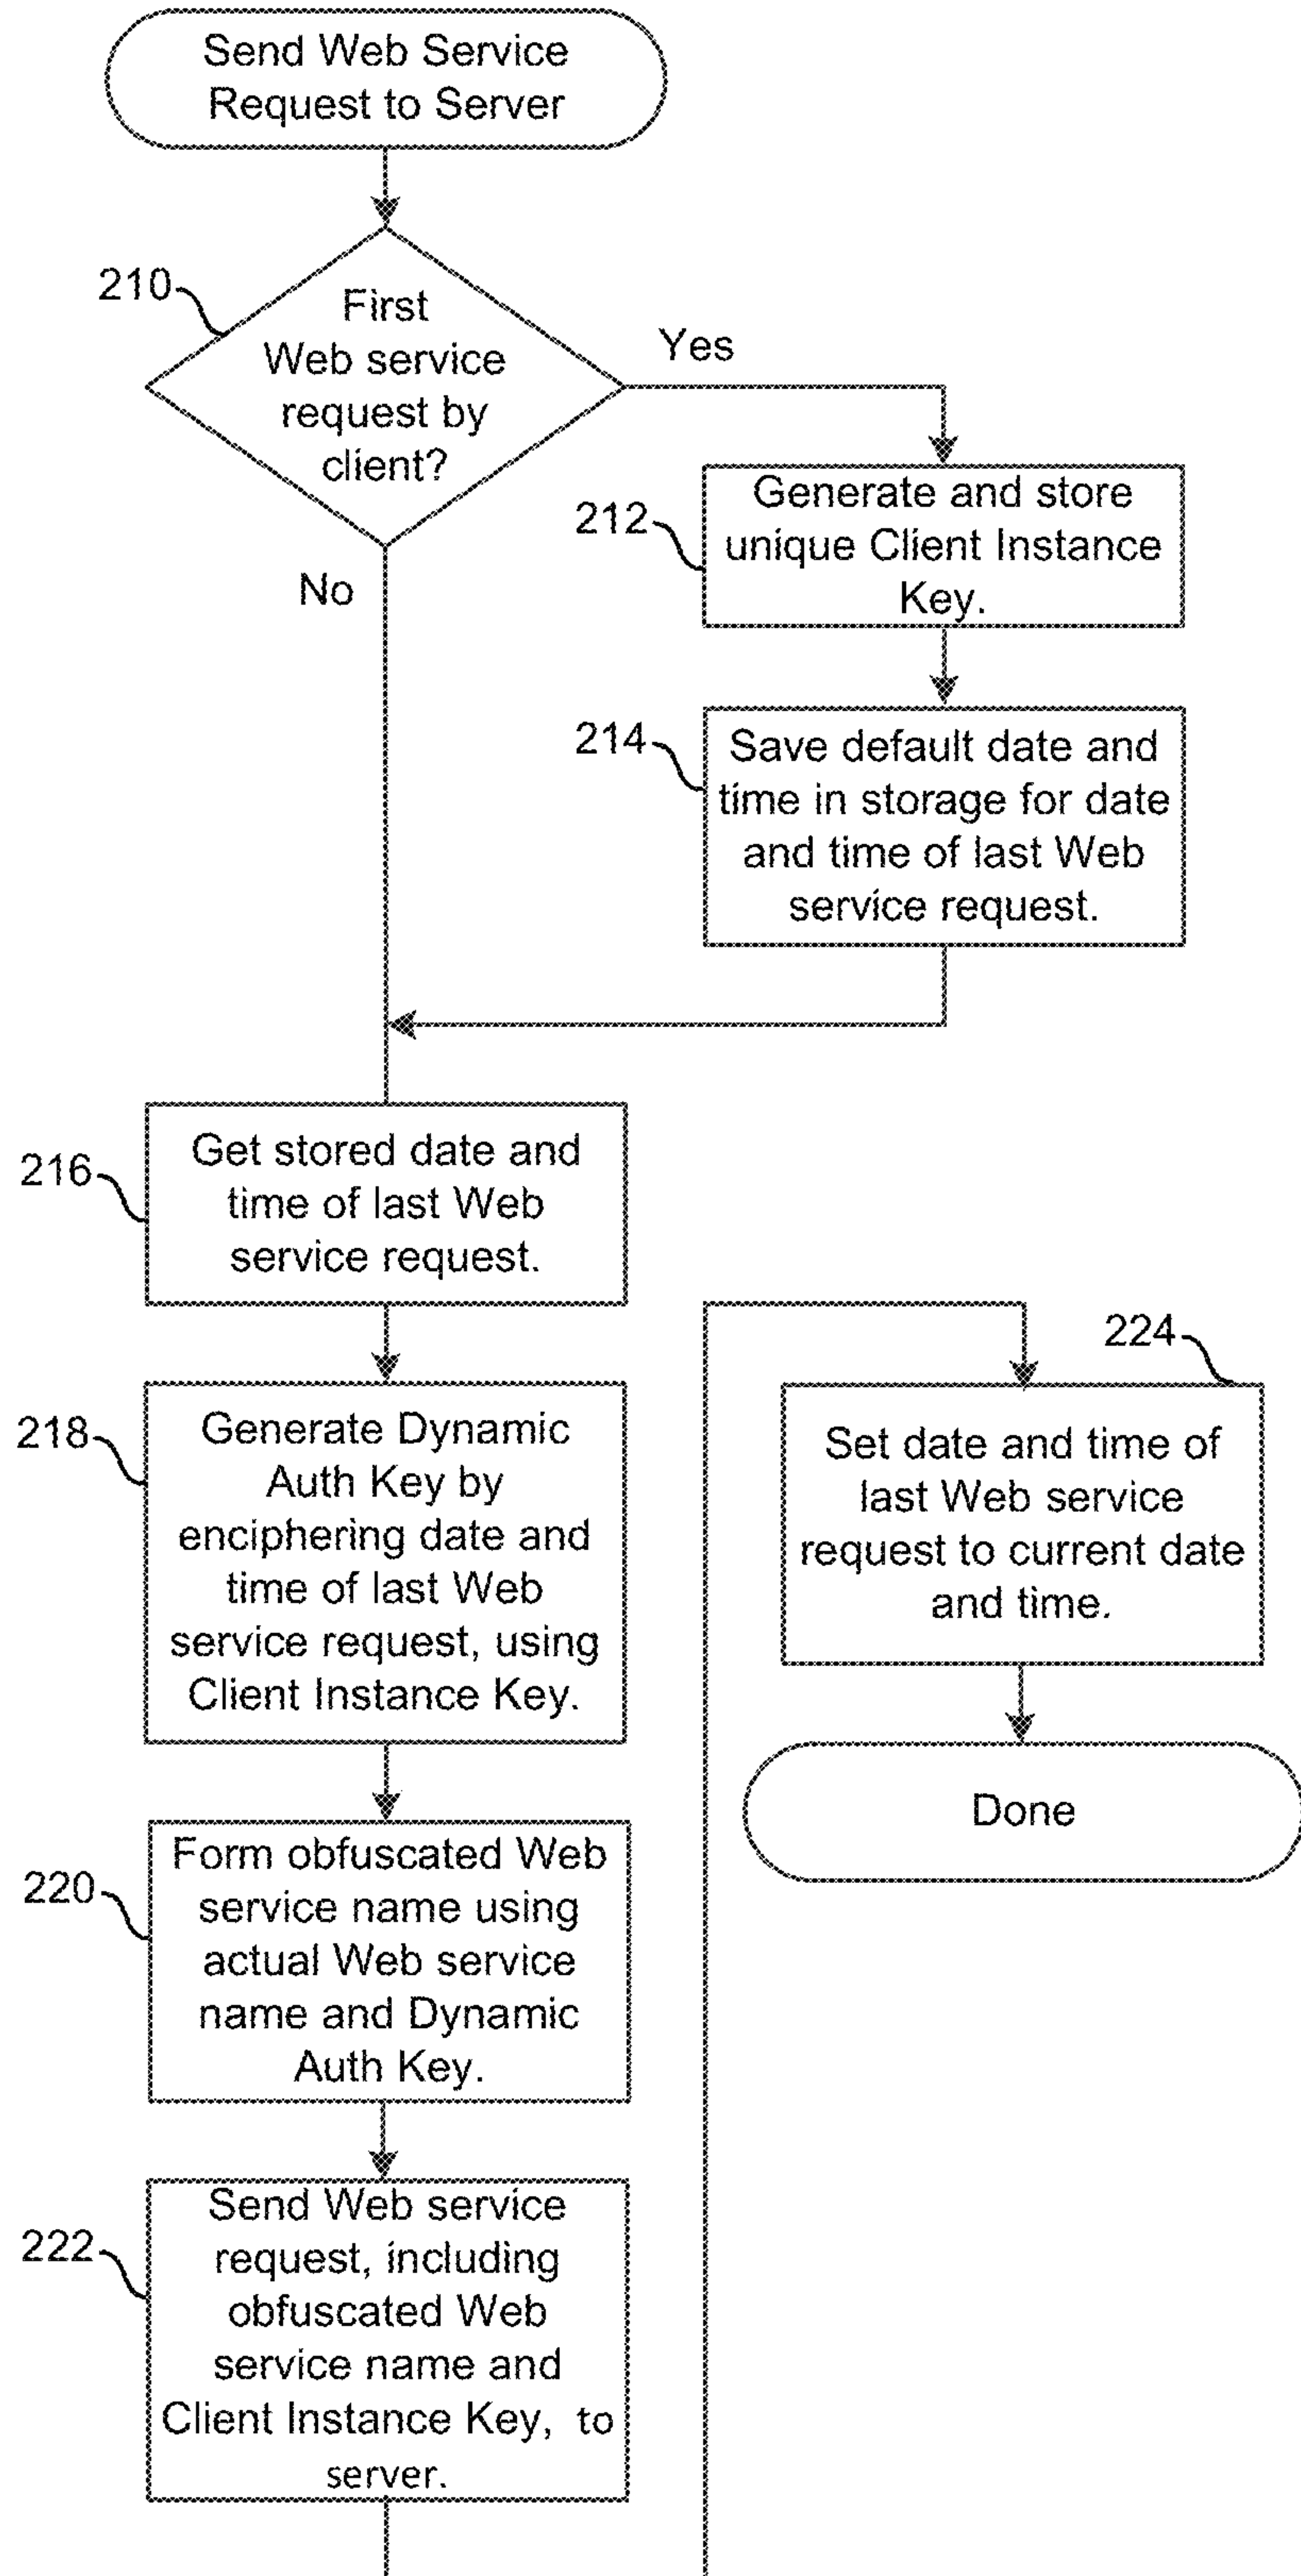 Send Web Service
Request to Server
210
First
Web service
request by
client?
Yes
No
212
Generate and store
unique Client Instance
Key.
214
Save default date and
time in storage for date
and time of last Web
service request.
216
Get stored date and
time of last Web
service request.
218
Generate Dynamic
Auth Key by
enciphering date and
time of last Web
service request, using
Client Instance Key.
220
Form obfuscated Web
service name using
actual Web service
name and Dynamic
Auth Key.
222
Send Web service
request, including
obfuscated Web
service name and
Client Instance Key, to
server.
224
Set date and time of
last Web service
request to current date
and time.
Done